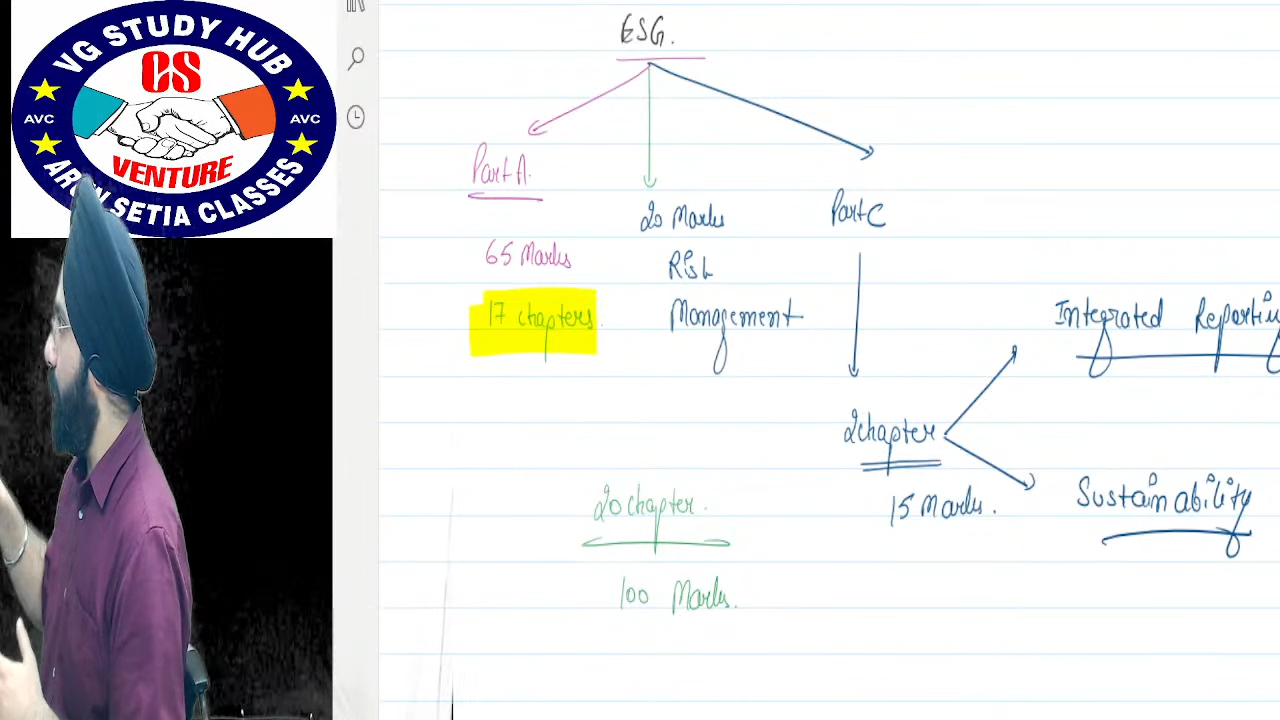 VG STUDY HUB
CS
AVC
AVC
VENTURE
SETIA CLASSES
ESG.
Part A.
20 Marks
Part C
65 Marks
Risk
17 chapters.
Management
Integrated Reportin
2 chapter
20 chapter.
15 Marks.
Sustainability
100 Marks.